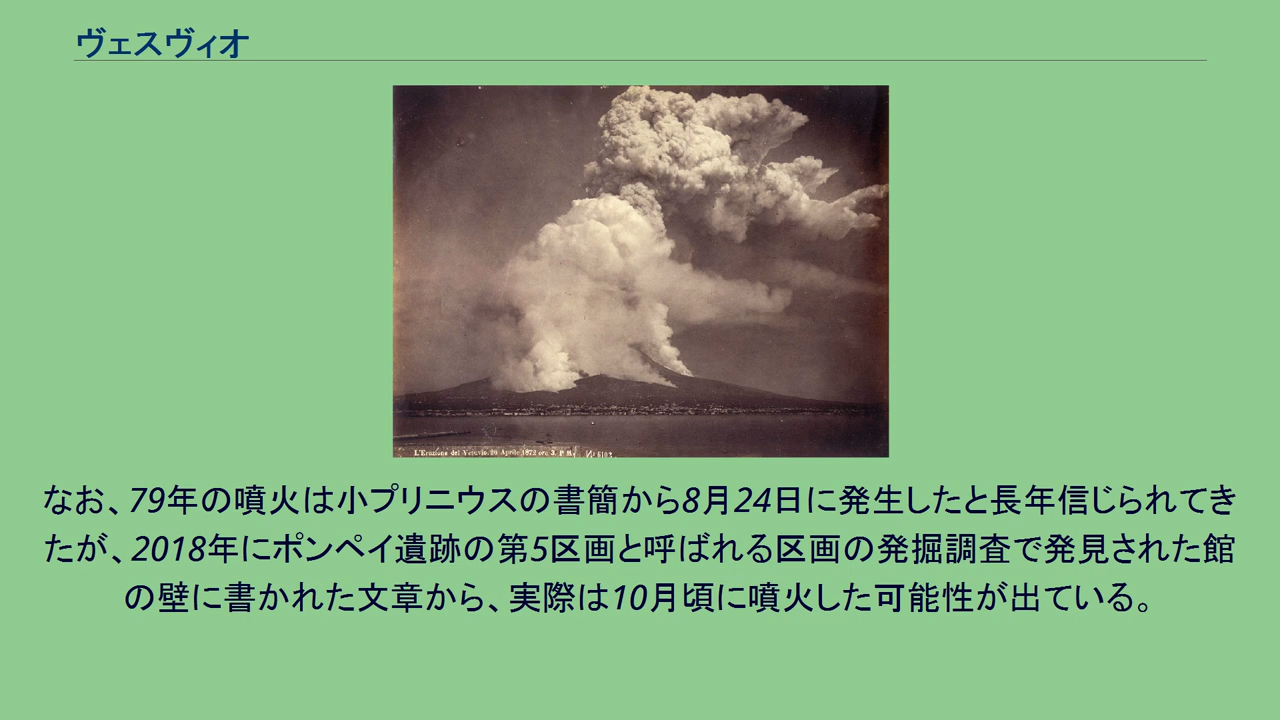 ヴェスヴィオ
L'Eruzione del Vesuvio, 26 Aprile 1872 ore 3. P.M. Nº 6102
なお、79年の噴火は小プリニウスの書簡から8月24日に発生したと長年信じられてき
たが、2018年にポンペイ遺跡の第5区画と呼ばれる区画の発掘調査で発見された館
の壁に書かれた文章から、実際は10月頃に噴火した可能性が出ている。